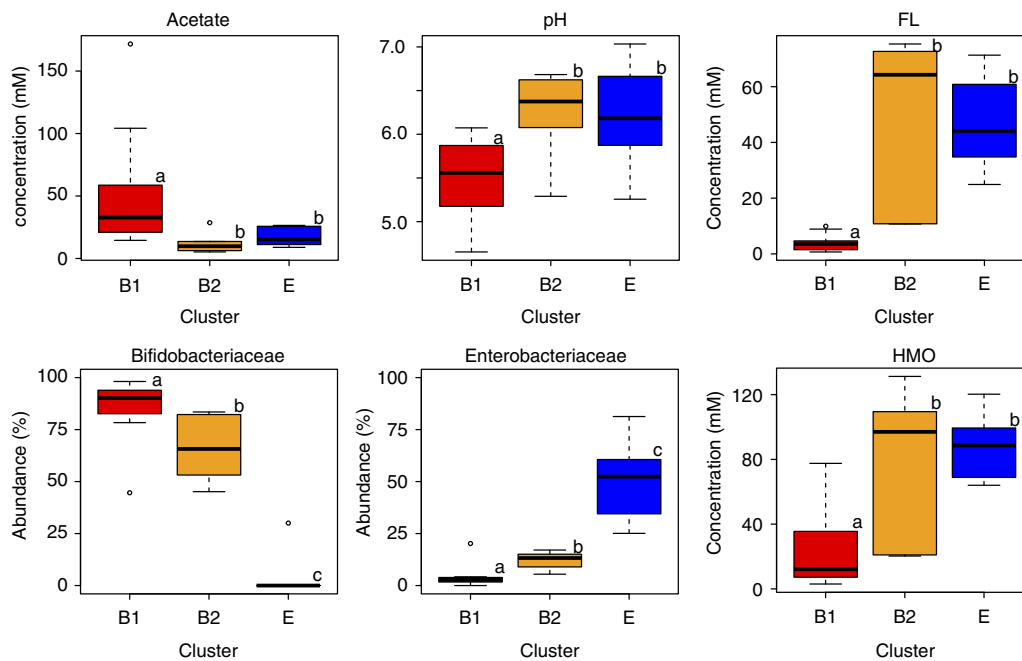 Acetate
concentration (mM)
150
100
50
0
a
b
b
B1 B2 E
Cluster
pH
7.0
6.0
5.0
a
b
b
B1 B2 E
Cluster
FL
Concentration (mM)
60
40
20
0
a
b
b
B1 B2 E
Cluster
Bifidobacteriaceae
Abundance (%)
100
75
50
25
0
a
b
c
B1 B2 E
Cluster
Enterobacteriaceae
Abundance (%)
100
75
50
25
0
a
b
c
B1 B2 E
Cluster
HMO
Concentration (mM)
120
80
40
0
a
b
b
B1 B2 E
Cluster